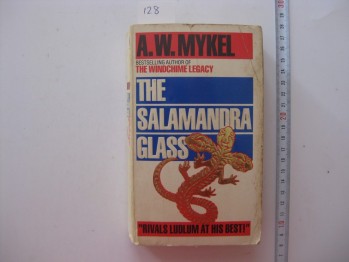 128
A.W. MYKEL
BESTSELLING AUTHOR OF
THE WINDCHIME LEGACY
THE
SALAMANDRA
GLASS
"RIVALS LUDLUM AT HIS BEST!"